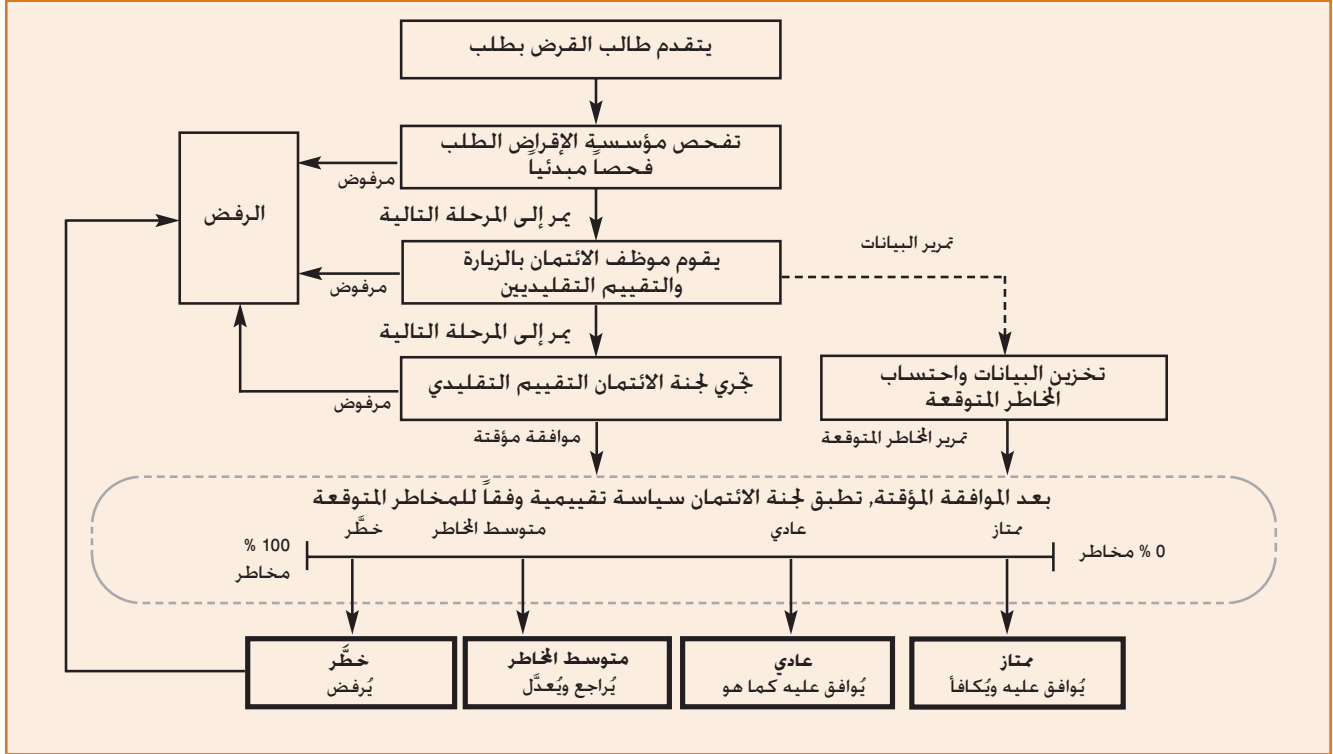 يتقدم طالب القرض بطلب
تفحص مؤسسة الإقراض الطلب
فحصاً مبدئياً
مرفوض
الرفض
يمر إلى المرحلة التالية
تمرير البيانات
يقوم موظف الائتمان بالزيارة
والتقييم التقليديين
مرفوض
يمر إلى المرحلة التالية
تخزين البيانات واحتساب
المخاطر المتوقعة
تجُري لجنة الائتمان التقييم التقليدي
مرفوض
تمرير المخاطر المتوقعة
موافقة مؤقتة
بعد الموافقة المؤقتة, تطبق لجنة الائتمان سياسة تقييمية وفقاً للمخاطر المتوقعة
ممتاز
عادي
متوسط المخاطر
خطَّر
0 % مخاطر
100 %
مخاطر
ممتاز
يُوافق عليه ويُكافأ
عادي
يُوافق عليه كما هو
متوسط المخاطر
يُراجع ويُعدَّل
خطَّر
يُرفض